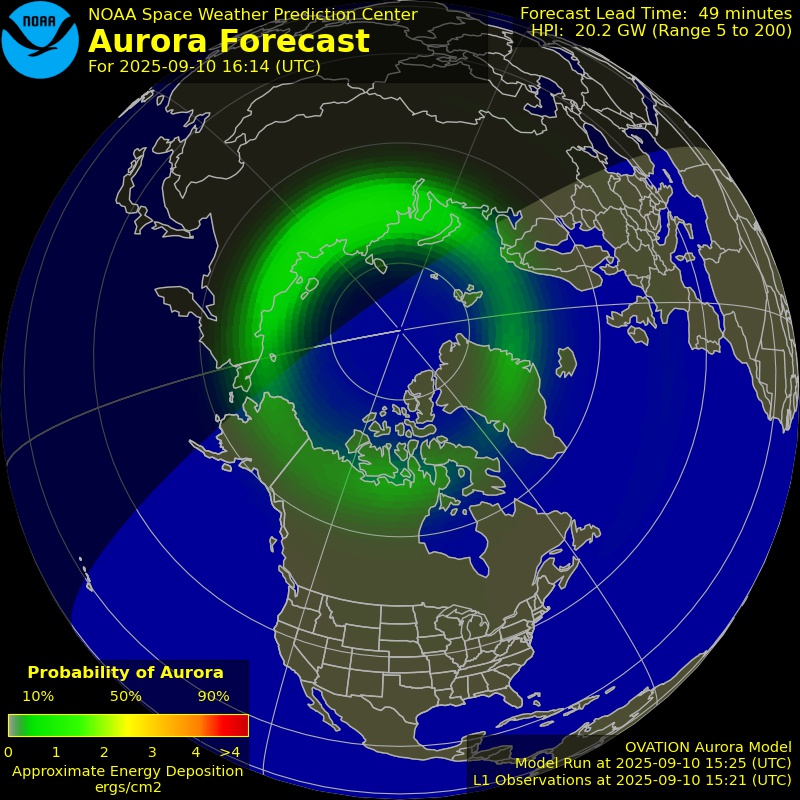 NOAA
NOAA Space Weather Prediction Center
Aurora Forecast
For 2025-09-10 16:14 (UTC)
Forecast Lead Time: 49 minutes
HPI: 20.2 GW (Range 5 to 200)
Probability of Aurora
10% 50% 90%
0 1 2 3 4 >4
Approximate Energy Deposition
ergs/cm2
OVATION Aurora Model
Model Run at 2025-09-10 15:25 (UTC)
L1 Observations at 2025-09-10 15:21 (UTC)